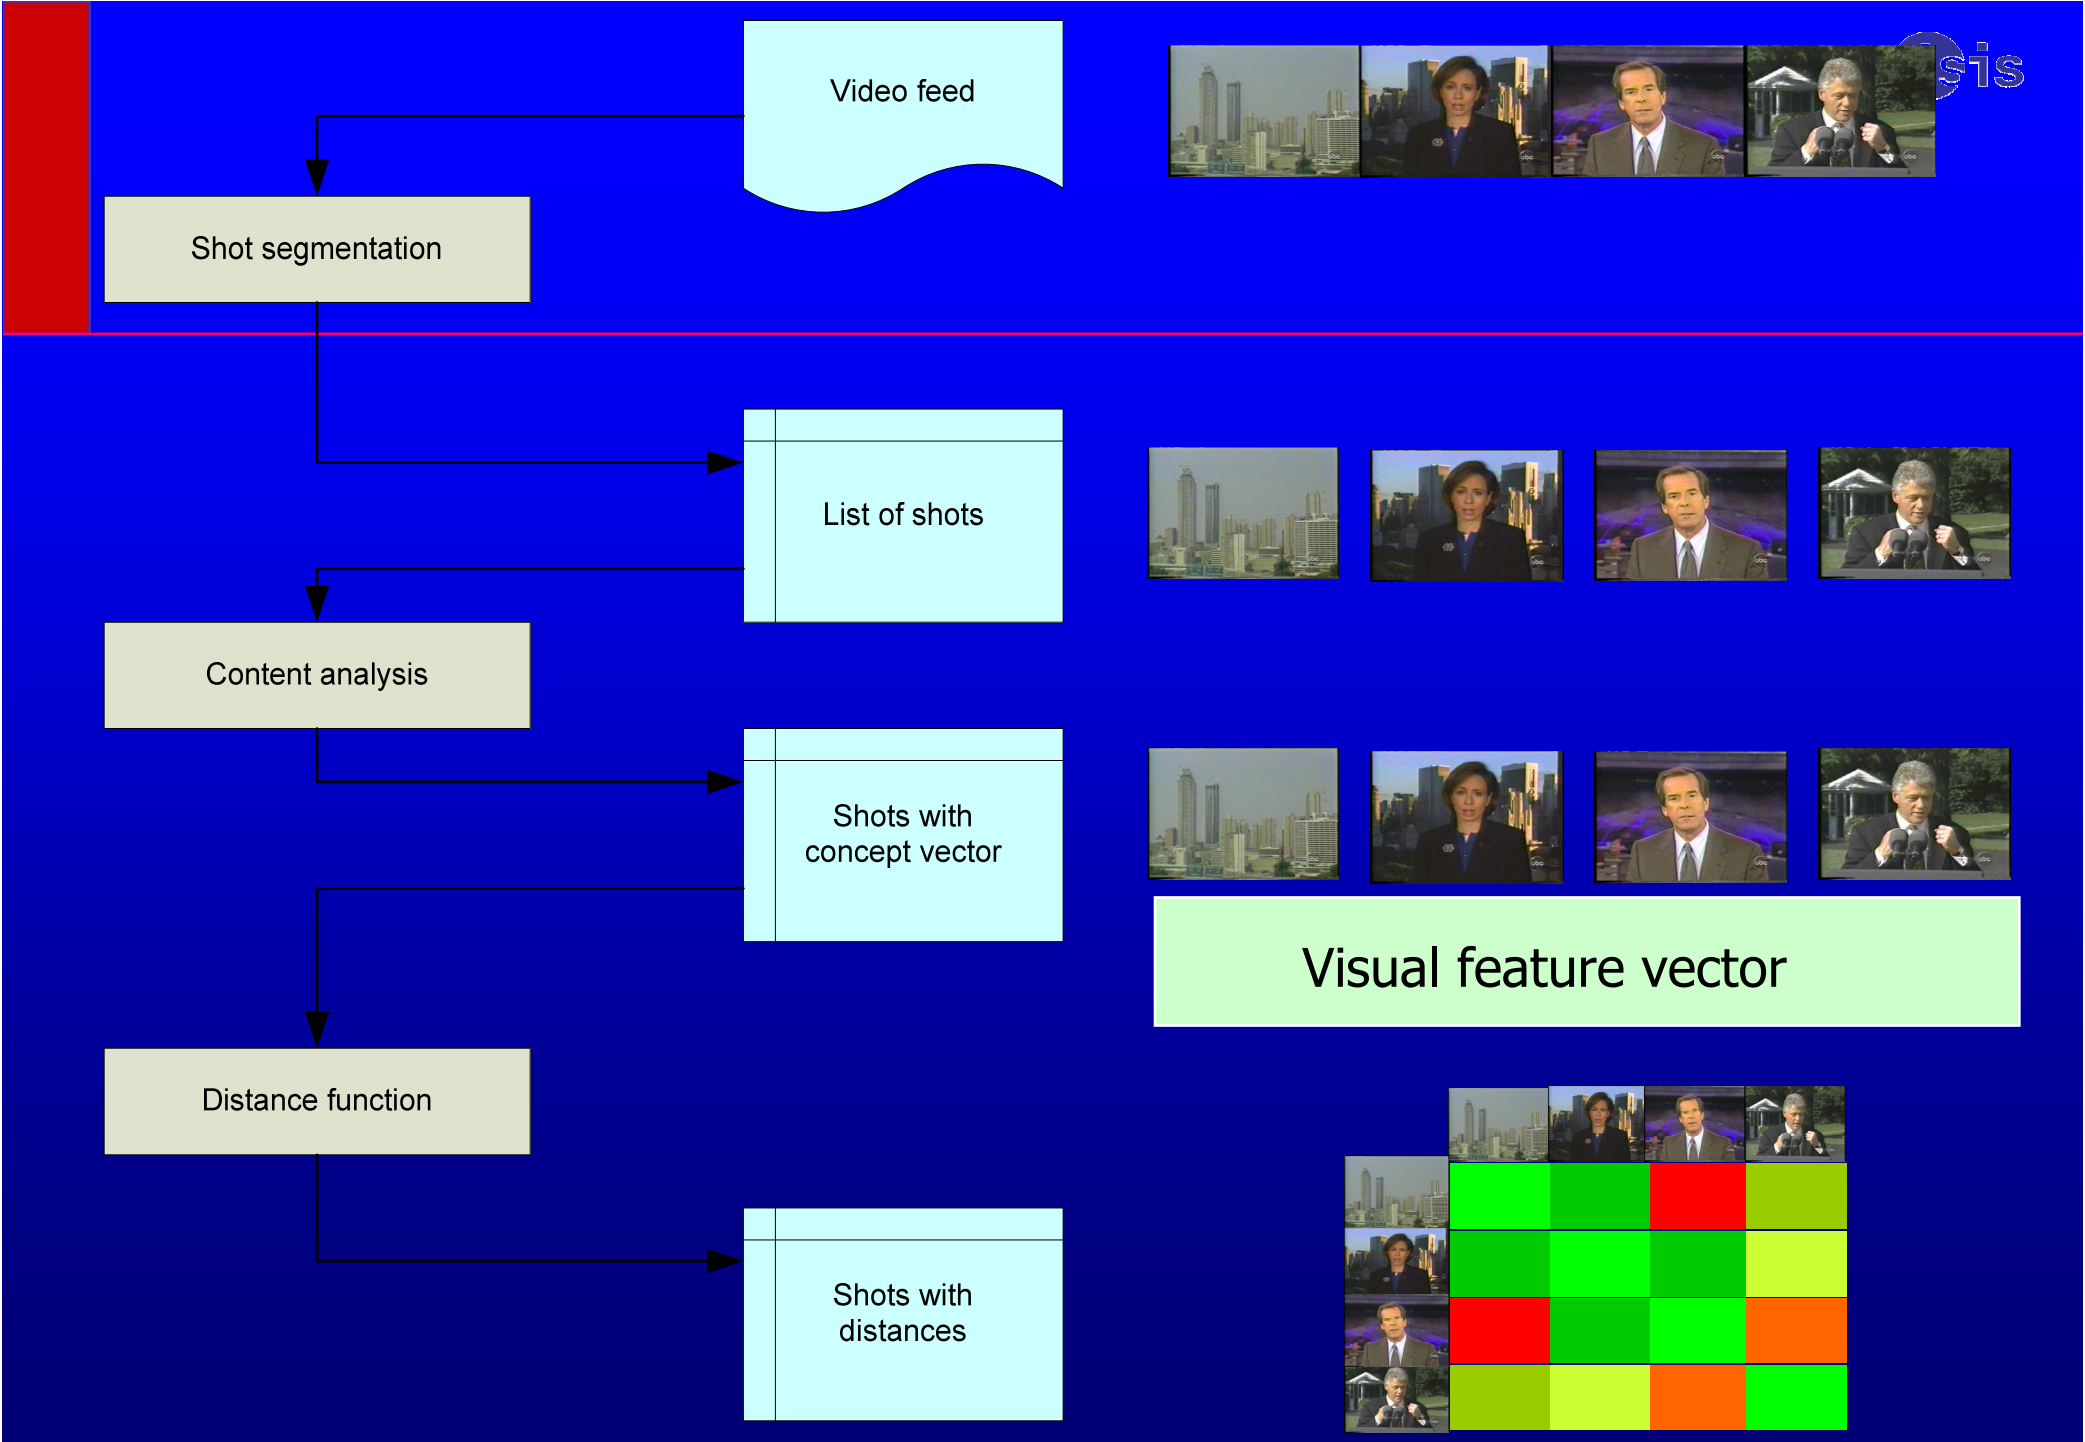 Video feed
sis
Shot segmentation
List of shots
Content analysis
Shots with
concept vector
Visual feature vector
Distance function
Shots with
distances